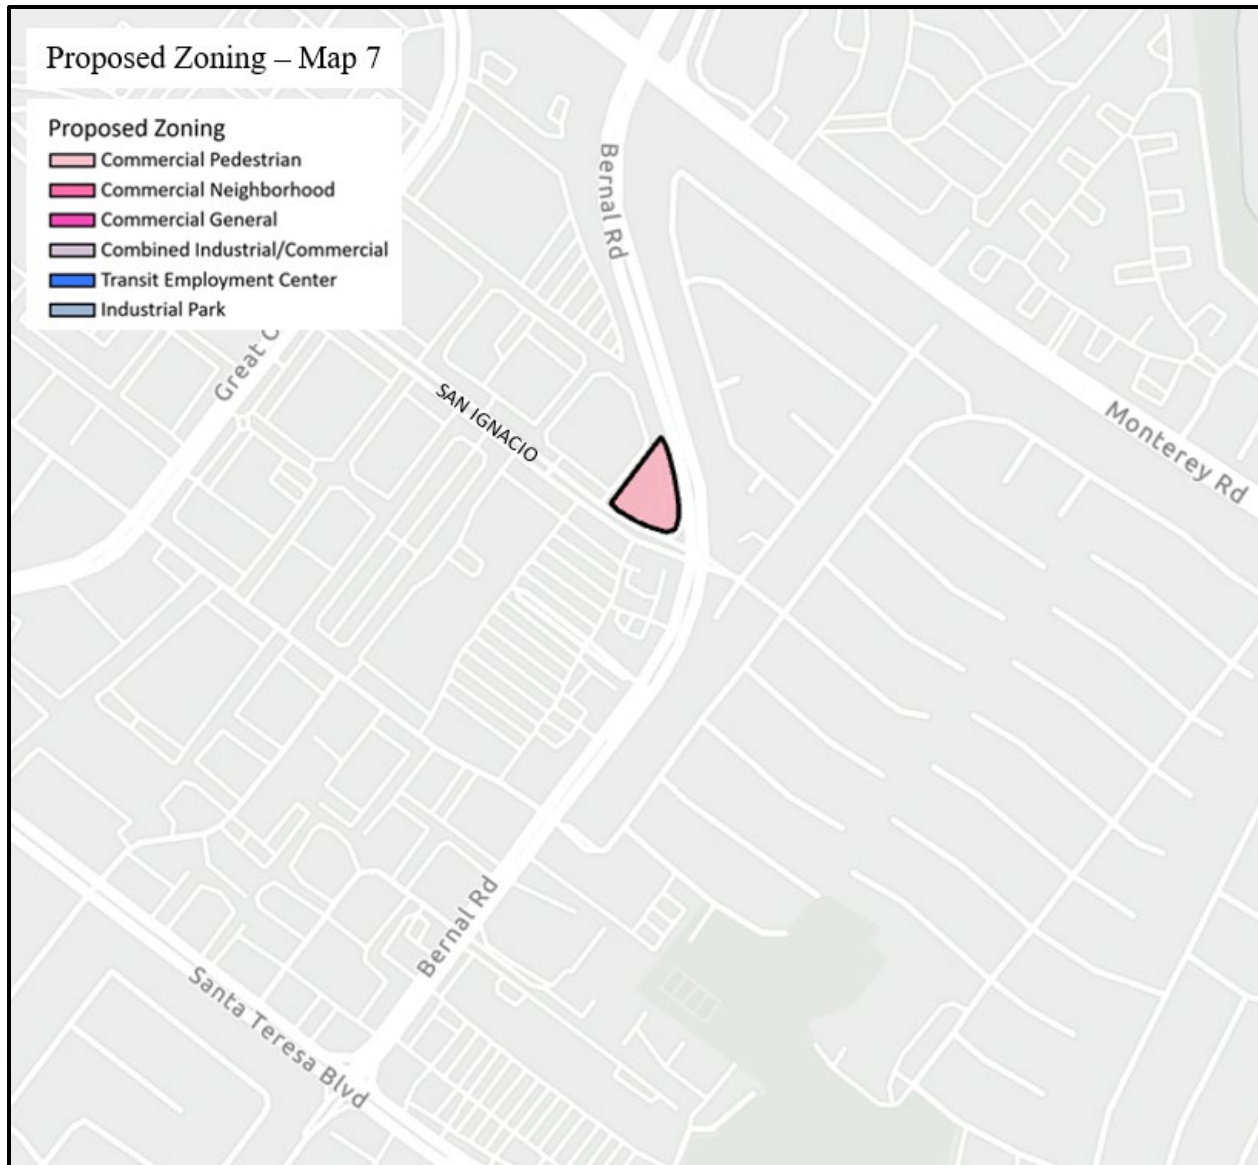 Proposed Zoning – Map 7
Proposed Zoning
Commercial Pedestrian
Commercial Neighborhood
Commercial General
Combined Industrial/Commercial
Transit Employment Center
Industrial Park
Bernal Rd
Great
SAN IGNACIO
Monterey Rd
Bernal Rd
Santa Teresa Blvd